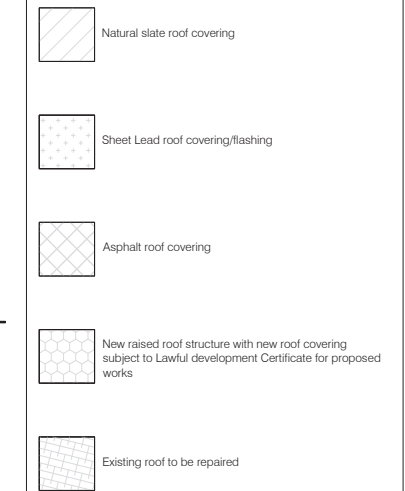 Natural slate roof covering
Sheet Lead roof covering/flashing
Asphalt roof covering
New raised roof structure with new roof covering
subject to Lawful development Certificate for proposed
works
Existing roof to be repaired